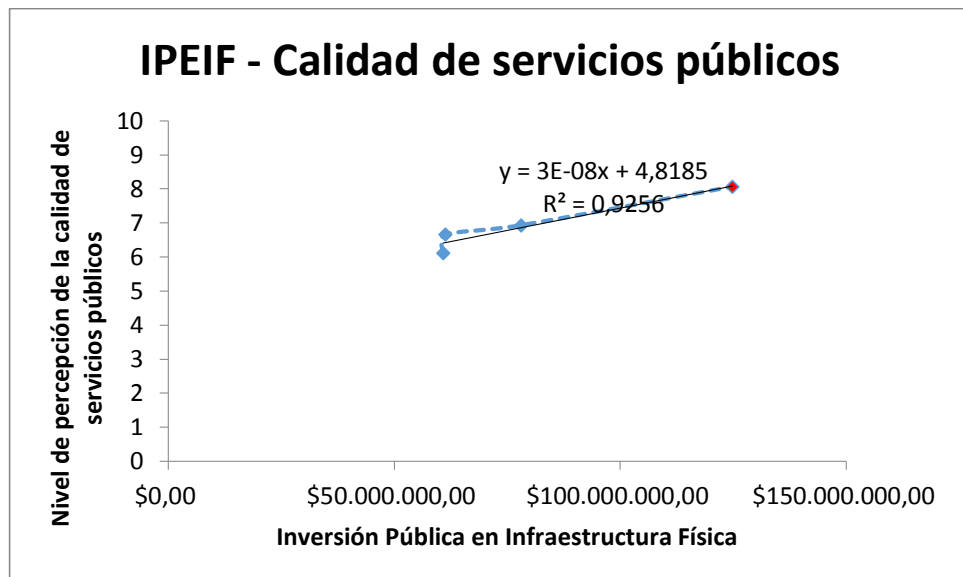 IPEIF - Calidad de servicios públicos
Nivel de percepción de la calidad de
servicios públicos
10
9
8
7
6
5
4
3
2
1
0
y = 3E-08x + 4,8185
R² = 0,9256
$0,00
$50.000.000,00
$100.000.000,00
$150.000.000,00
Inversión Pública en Infraestructura Física